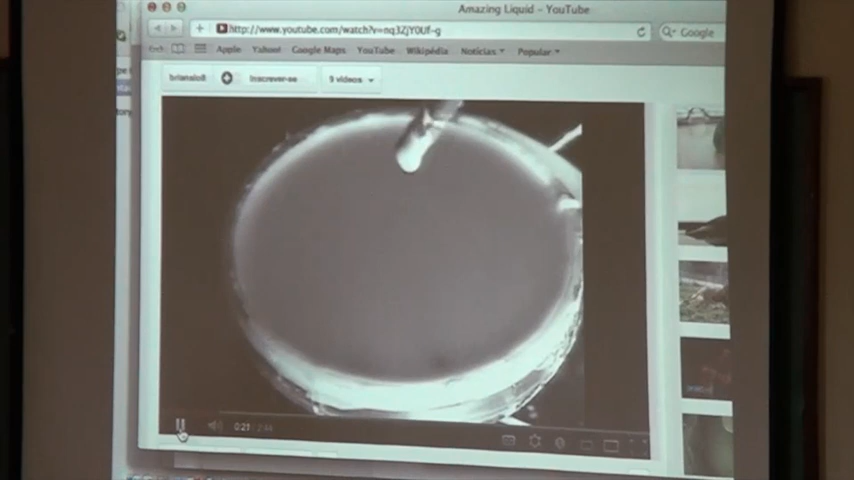 Amazing Liquid - YouTube
http://www.youtube.com/watch?v=nq3ZjY0Uf-g
Google
Apple Yahoo! Google Maps YouTube Wikipédia Notícias Popular
briansio8 Inscrever-se 9 vídeos
0:21 / 2:44